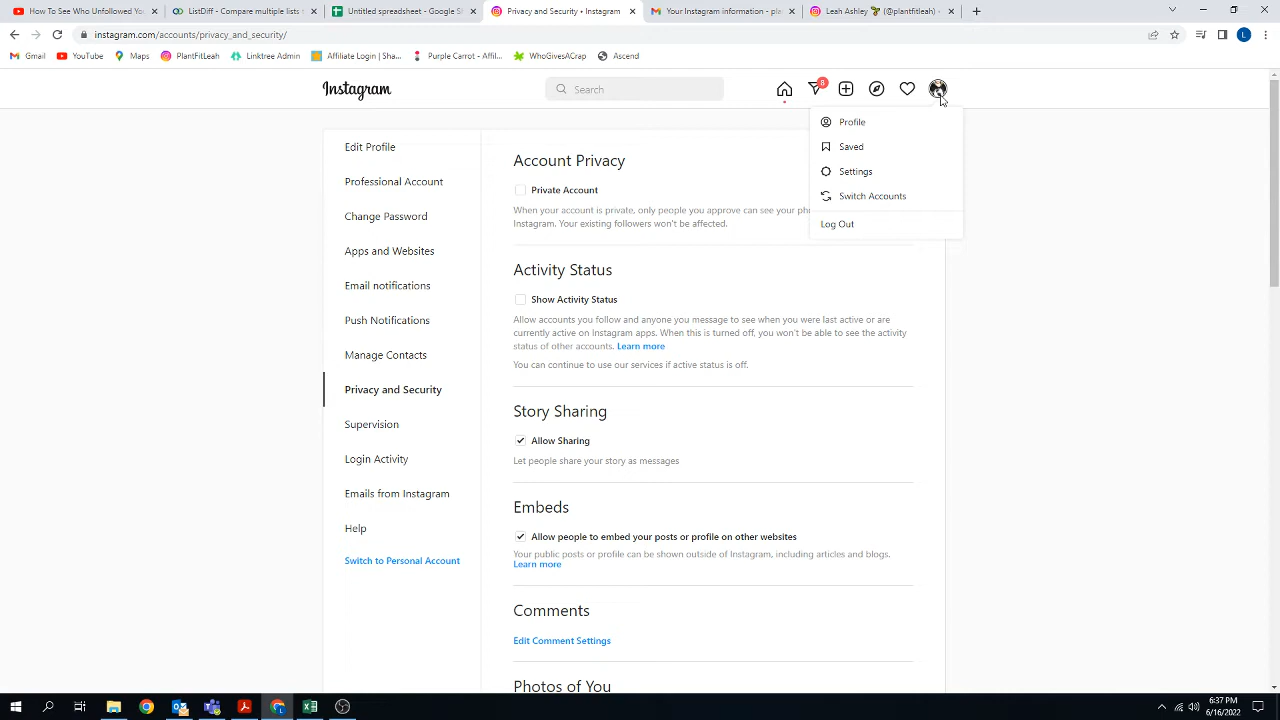 How To See Who Unfollowed You
ListDiff - Compare multiple lists
Untitled spreadsheet - Google S
Privacy and Security • Instagram
Your Instagram information - pla
Leah Ashley (@plantfitleah) •
instagram.com/accounts/privacy_and_security/
L
Gmail
YouTube
Maps
PlantFitLeah
Linktree Admin
Affiliate Login | Sha...
Purple Carrot - Affil...
WhoGivesACrap
Ascend
Instagram
Search
8
Profile
Saved
Settings
Switch Accounts
Log Out
Edit Profile
Professional Account
Change Password
Apps and Websites
Email notifications
Push Notifications
Manage Contacts
Privacy and Security
Supervision
Login Activity
Emails from Instagram
Help
Switch to Personal Account
Account Privacy
Private Account
When your account is private, only people you approve can see your
Instagram. Your existing followers won't be affected.
Activity Status
Show Activity Status
Allow accounts you follow and anyone you message to see when you were last active or are
currently active on Instagram apps. When this is turned off, you won't be able to see the activity
status of other accounts. Learn more
You can continue to use our services if active status is off.
Story Sharing
Allow Sharing
Let people share your story as messages
Embeds
Allow people to embed your posts or profile on other websites
Your public posts or profile can be shown outside of Instagram, including articles and blogs.
Learn more
Comments
Edit Comment Settings
Photos of You
6:37 PM
6/16/2022